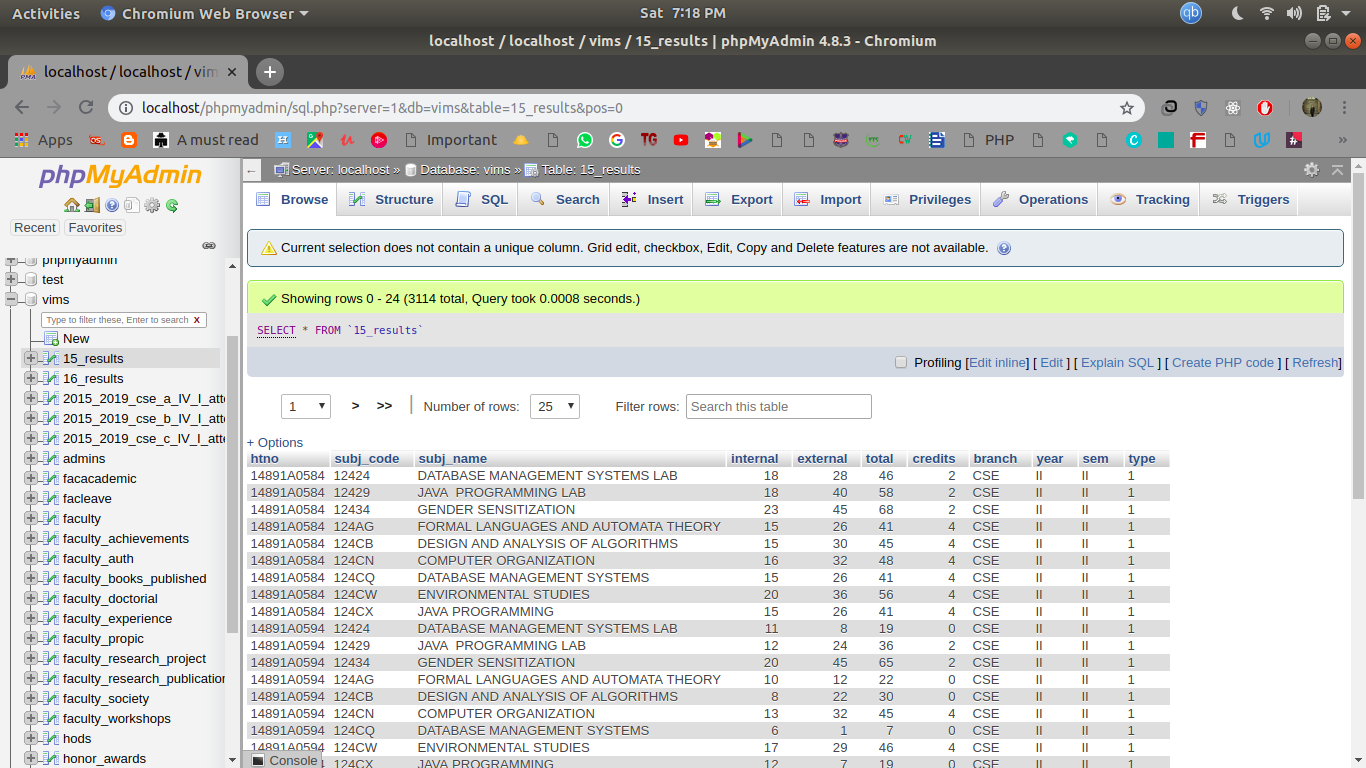 Activities Chromium Web Browser Sat 7:18 PM qb
localhost / localhost / vims / 15_results | phpMyAdmin 4.8.3 - Chromium
localhost / localhost / vim
localhost/phpmyadmin/sql.php?server=1&db=vims&table=15_results&pos=0
Apps A must read Important TG CV PHP »
phpMyAdmin
Recent Favorites
phpmyadmin
test
vims
Type to filter these, Enter to search X
New
15_results
16_results
2015_2019_cse_a_IV_I_atte
2015_2019_cse_b_IV_I_atte
2015_2019_cse_c_IV_I_atte
admins
facacademic
facleave
faculty
faculty_achievements
faculty_auth
faculty_books_published
faculty_doctorial
faculty_experience
faculty_propic
faculty_research_project
faculty_research_publication
faculty_society
faculty_workshops
hods
honor_awards
Server: localhost » Database: vims » Table: 15_results
Browse Structure SQL Search Insert Export Import Privileges Operations Tracking Triggers
Current selection does not contain a unique column. Grid edit, checkbox, Edit, Copy and Delete features are not available.
Showing rows 0 - 24 (3114 total, Query took 0.0008 seconds.)
SELECT * FROM `15_results`
Profiling [Edit inline] [ Edit ] [ Explain SQL ] [ Create PHP code ] [ Refresh]
1 > >> | Number of rows: 25 Filter rows: Search this table
+ Options
htno subj_code subj_name internal external total credits branch year sem type
14891A0584 12424 DATABASE MANAGEMENT SYSTEMS LAB 18 28 46 2 CSE II II 1
14891A0584 12429 JAVA PROGRAMMING LAB 18 40 58 2 CSE II II 1
14891A0584 12434 GENDER SENSITIZATION 23 45 68 2 CSE II II 1
14891A0584 124AG FORMAL LANGUAGES AND AUTOMATA THEORY 15 26 41 4 CSE II II 1
14891A0584 124CB DESIGN AND ANALYSIS OF ALGORITHMS 15 30 45 4 CSE II II 1
14891A0584 124CN COMPUTER ORGANIZATION 16 32 48 4 CSE II II 1
14891A0584 124CQ DATABASE MANAGEMENT SYSTEMS 15 26 41 4 CSE II II 1
14891A0584 124CW ENVIRONMENTAL STUDIES 20 36 56 4 CSE II II 1
14891A0584 124CX JAVA PROGRAMMING 15 26 41 4 CSE II II 1
14891A0594 12424 DATABASE MANAGEMENT SYSTEMS LAB 11 8 19 0 CSE II II 1
14891A0594 12429 JAVA PROGRAMMING LAB 12 24 36 2 CSE II II 1
14891A0594 12434 GENDER SENSITIZATION 20 45 65 2 CSE II II 1
14891A0594 124AG FORMAL LANGUAGES AND AUTOMATA THEORY 10 12 22 0 CSE II II 1
14891A0594 124CB DESIGN AND ANALYSIS OF ALGORITHMS 8 22 30 0 CSE II II 1
14891A0594 124CN COMPUTER ORGANIZATION 13 32 45 4 CSE II II 1
14891A0594 124CQ DATABASE MANAGEMENT SYSTEMS 6 1 7 0 CSE II II 1
14891A0594 124CW ENVIRONMENTAL STUDIES 17 29 46 4 CSE II II 1
124CX JAVA PROGRAMMING 12 7 19 0 CSE II II 1
Console